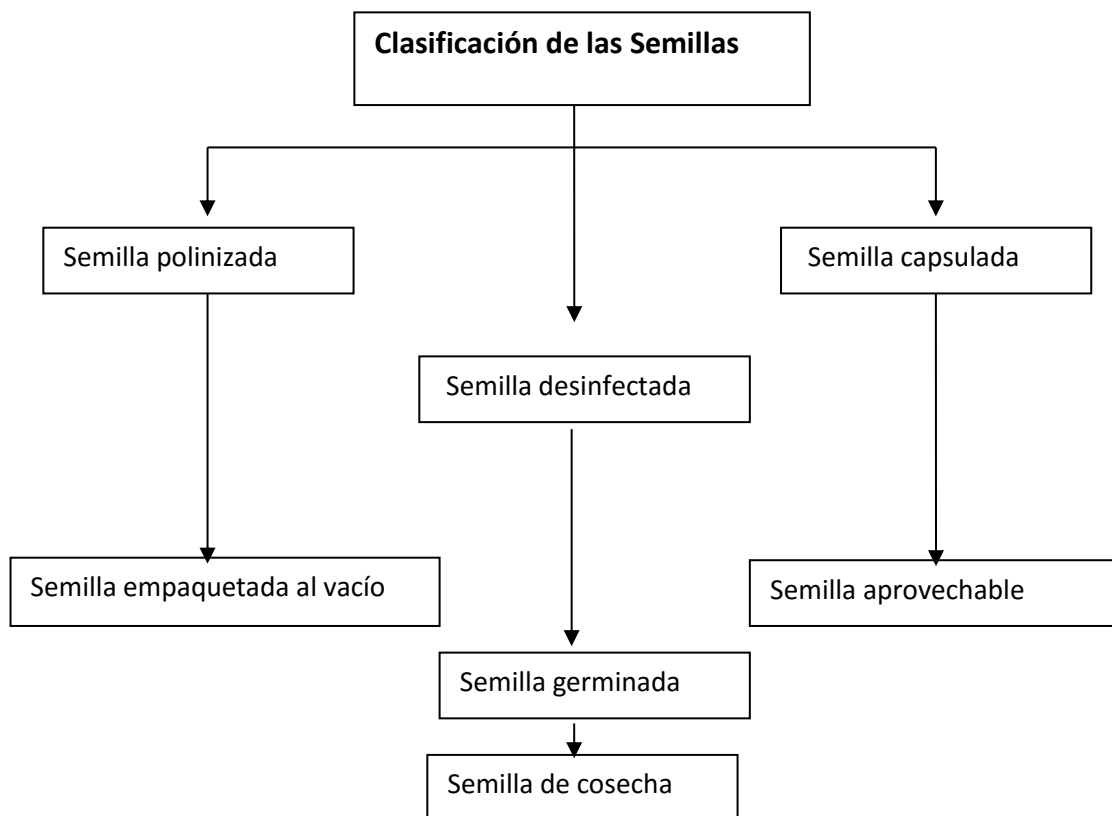 Clasificación de las Semillas
Semilla polinizada
Semilla capsulada
Semilla desinfectada
Semilla empaquetada al vacío
Semilla aprovechable
Semilla germinada
Semilla de cosecha